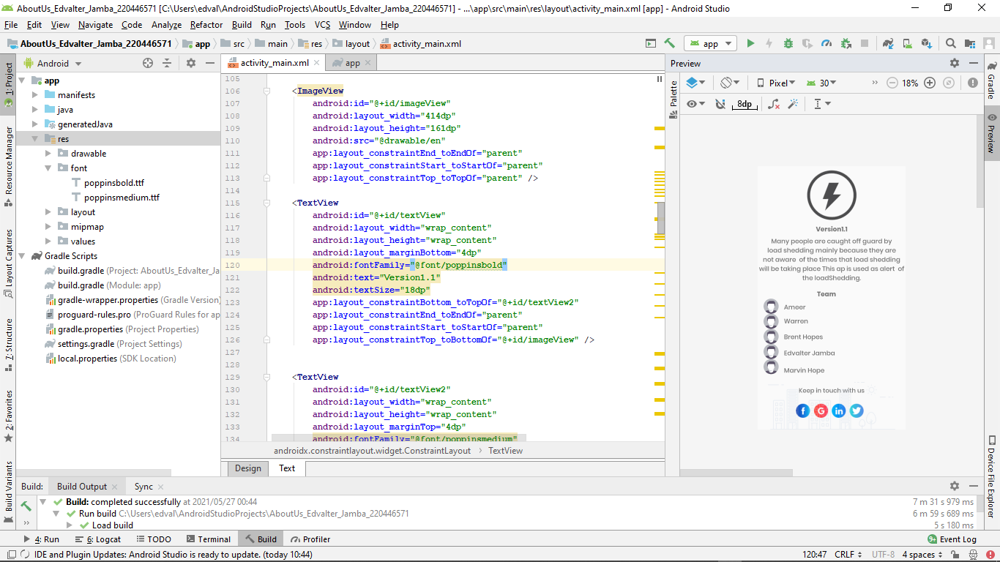 AboutUs_Edvalter_Jamba_220446571 [C:\Users\edval\AndroidStudioProjects\AboutUs_Edvalter_Jamba_220446571] - ...\app\src\main\res\layout\activity_main.xml [app] - Android Studio
File Edit View Navigate Code Analyze Refactor Build Run Tools VCS Window Help
AboutUs_Edvalter_Jamba_220446571 app src main res layout activity_main.xml app
1: Project
Resource Manager
Layout Captures
7: Structure
2: Favorites
Build Variants
Android
app
manifests
java
generatedJava
res
drawable
font
poppinsbold.ttf
poppinsmedium.ttf
layout
mipmap
values
Gradle Scripts
build.gradle (Project: AboutUs_Edvalter_Ja
build.gradle (Module: app)
gradle-wrapper.properties (Gradle Version)
proguard-rules.pro (ProGuard Rules for ap
gradle.properties (Project Properties)
settings.gradle (Project Settings)
local.properties (SDK Location)
activity_main.xml app
105
106 <ImageView
107 android:id="@+id/imageView"
108 android:layout_width="414dp"
109 android:layout_height="161dp"
110 android:src="@drawable/en"
111 app:layout_constraintEnd_toEndOf="parent"
112 app:layout_constraintStart_toStartOf="parent"
113 app:layout_constraintTop_toTopOf="parent" />
114
115 <TextView
116 android:id="@+id/textView"
117 android:layout_width="wrap_content"
118 android:layout_height="wrap_content"
119 android:layout_marginBottom="4dp"
120 android:fontFamily="@font/poppinsbold"
121 android:text="Version1.1"
122 android:textSize="18dp"
123 app:layout_constraintBottom_toTopOf="@+id/textView2"
124 app:layout_constraintEnd_toEndOf="parent"
125 app:layout_constraintStart_toStartOf="parent"
126 app:layout_constraintTop_toBottomOf="@+id/imageView" />
127
128
129 <TextView
130 android:id="@+id/textView2"
131 android:layout_width="wrap_content"
132 android:layout_height="wrap_content"
133 android:layout_marginTop="4dp"
134 android:fontFamily="@font/poppinsmedium"
androidx.constraintlayout.widget.ConstraintLayout TextView
Design Text
Preview
Palette
Pixel 30 18%
8dp
Version1.1
Many people are caught off guard by
load shedding mainly because they are
not aware of the times that load shedding
will be taking place This ap is used as alert of
the loadShedding.
Team
Ameer
Warren
Brent Hopes
Edvalter Jamba
Marvin Hope
Keep in touch with us
f G in
Gradle
Preview
Device File Explorer
Build: Build Output Sync
Build: completed successfully at 2021/05/27 00:44 7 m 31 s 979 ms
Run build C:\Users\edval\AndroidStudioProjects\AboutUs_Edvalter_Jamba_220446571 6 m 59 s 689 ms
Load build 5 s 180 ms
4: Run 6: Logcat TODO Terminal Build Profiler 9+ Event Log
IDE and Plugin Updates: Android Studio is ready to update. (today 10:44) 120:47 CRLF UTF-8 4 spaces